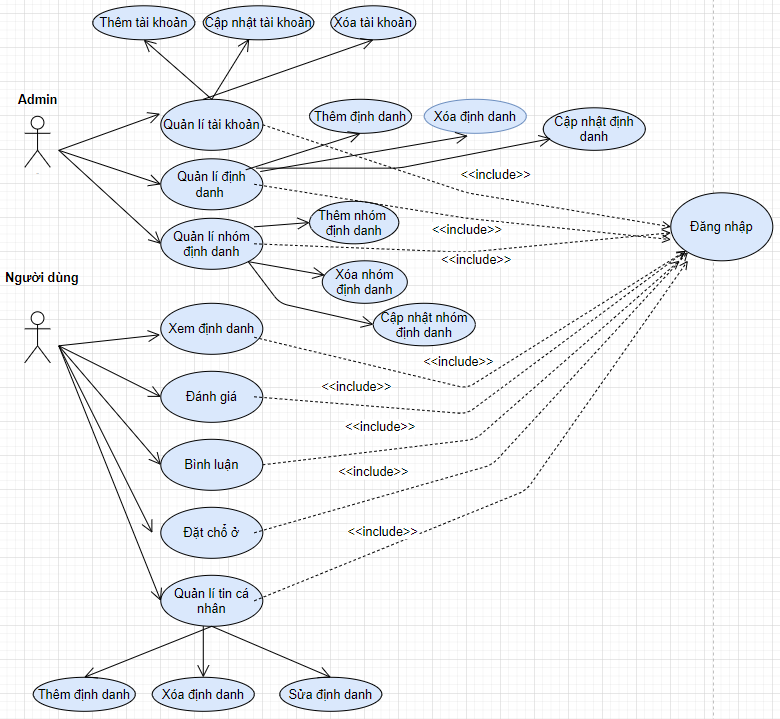 Thêm tài khoản
Cập nhật tài khoản
Xóa tài khoản
Admin
Quản lí tài khoản
Thêm định danh
Xóa định danh
Cập nhật định
danh
Quản lí định
danh
<<include>>
Thêm nhóm
định danh
Quản lí nhóm
định danh
<<include>>
Đăng nhập
<<include>>
Người dùng
Xóa nhóm
định danh
Cập nhật nhóm
định danh
Xem định danh
<<include>>
<<include>>
Đánh giá
<<include>>
Bình luận
<<include>>
Đặt chổ ở
<<include>>
Quản lí tin cá
nhân
Thêm định danh
Xóa định danh
Sửa định danh